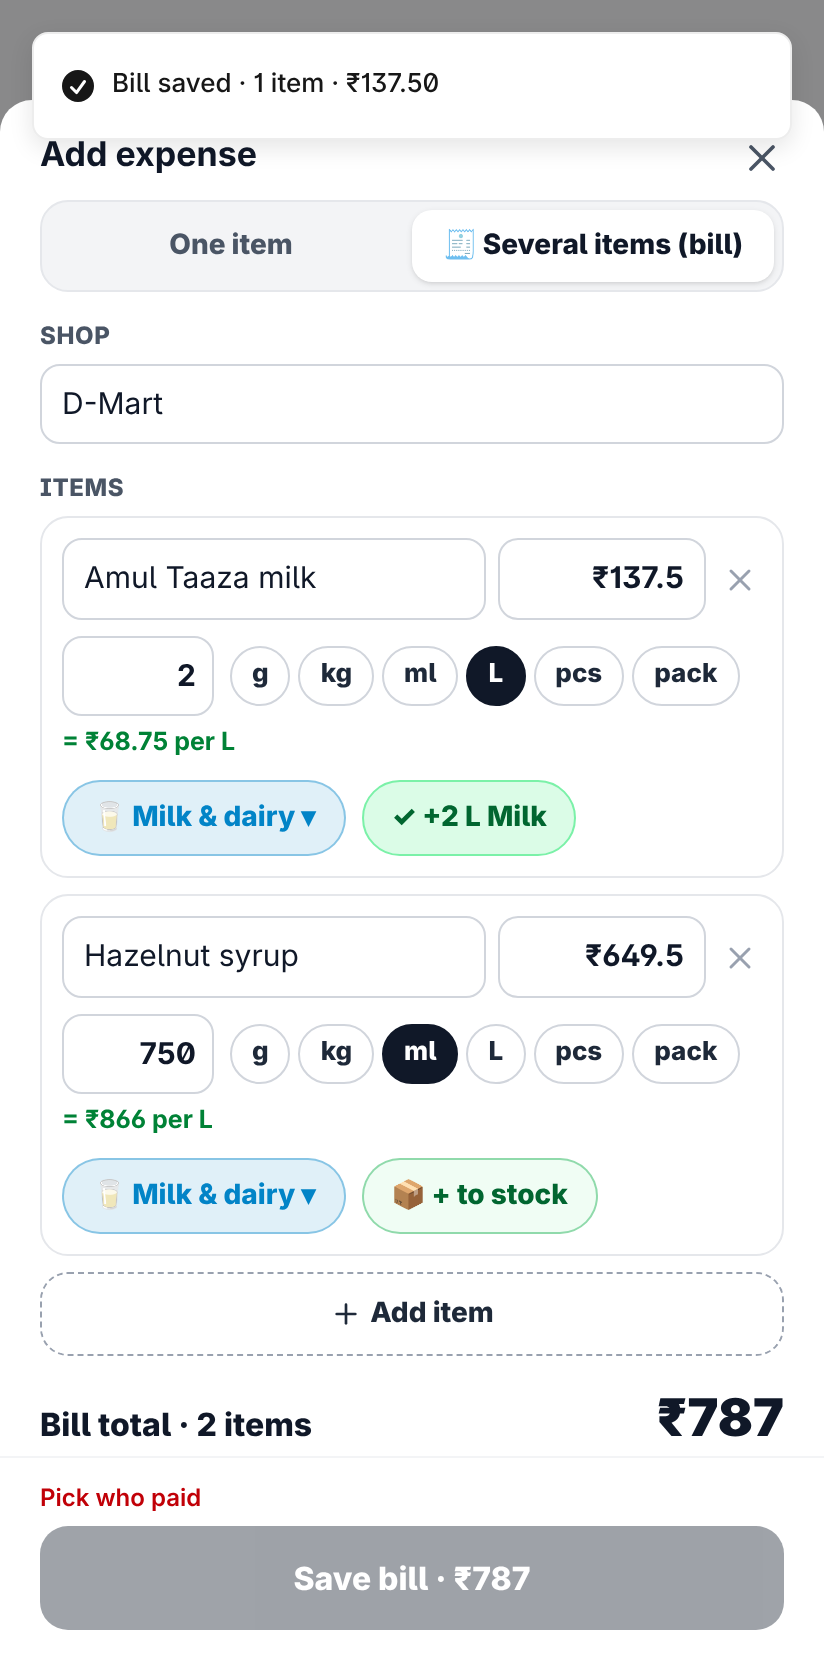 Bill saved · 1 item · ₹137.50
Add expense
One item
🧾 Several items (bill)
SHOP
D-Mart
ITEMS
Amul Taaza milk ₹137.5
2 g kg ml L pcs pack
= ₹68.75 per L
🥛 Milk & dairy ▾ ✓ +2 L Milk
Hazelnut syrup ₹649.5
750 g kg ml L pcs pack
= ₹866 per L
🥛 Milk & dairy ▾ 📦 + to stock
+ Add item
Bill total · 2 items ₹787
Pick who paid
Save bill · ₹787